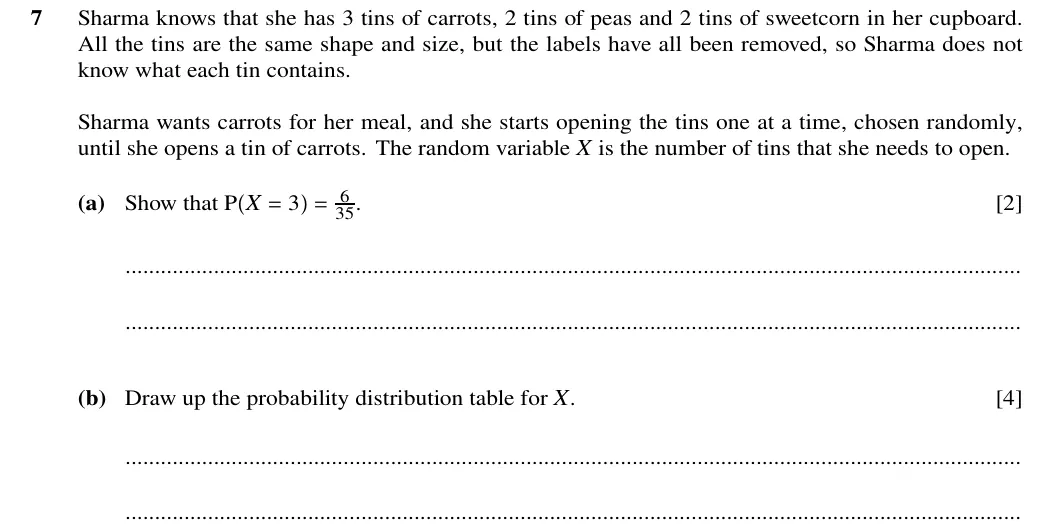 7 Sharma knows that she has 3 tins of carrots, 2 tins of peas and 2 tins of sweetcorn in her cupboard.
All the tins are the same shape and size, but the labels have all been removed, so Sharma does not
know what each tin contains.
Sharma wants carrots for her meal, and she starts opening the tins one at a time, chosen randomly,
until she opens a tin of carrots. The random variable X is the number of tins that she needs to open.
(a) Show that P(X = 3) = 6/35. [2]
................................................................................
................................................................................
(b) Draw up the probability distribution table for X. [4]
................................................................................
................................................................................